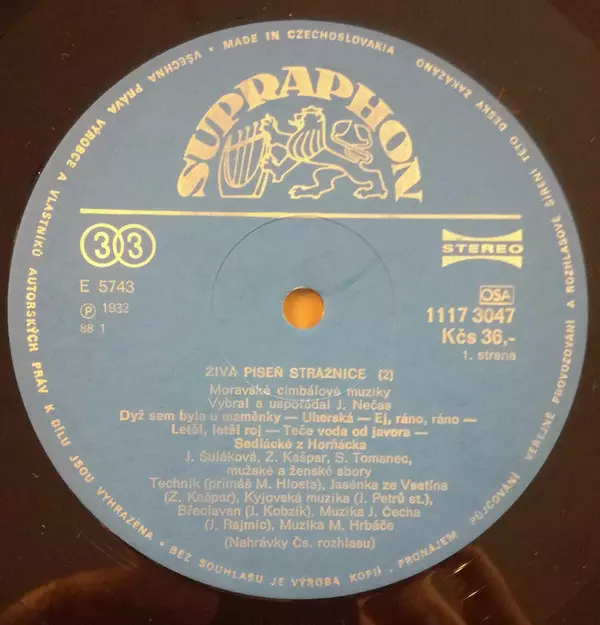 MADE IN CZECHOSLOVAKIA
VŠECHNA PRÁVA VÝROBCE A VLASTNÍKŮ AUTORSKÝCH PRÁV K DÍLU JSOU VYHRAZENA • BEZ SOUHLASU JE VÝROBA KOPIÍ, PRONÁJEM, PŮJČOVÁNÍ VEŘEJNÉ PROVOZOVÁNÍ A ROZHLASOVÉ ŠÍŘENÍ TÉTO DESKY ZAKÁZÁNO
SUPRAPHON
33
STEREO
E 5743
℗ 1932
88 1
OSA
1117 3047
Kčs 36,-
1. strana
ŽIVÁ PÍSEŇ STRÁŽNICE (2)
Moravské cimbálové muziky
Vybral a uspořádal J. Nečas
Dyž sem byla u maměnky — Uherská — Ej, ráno, ráno —
Letěl, letěl roj — Teče voda od javora —
Sedlácké z Horňácka
J. Šuláková, Z. Kašpar, S. Tomanec,
mužské a ženské sbory
Technik (primáš M. Hlosta), Jasénka ze Vsetína
(Z. Kašpar), Kyjovská muzika (J. Petrů st.),
Břeclavan (J. Kobzík), Muzika J. Čecha
(J. Rajmic), Muzika M. Hrbáče
(Nahrávky Čs. rozhlasu)